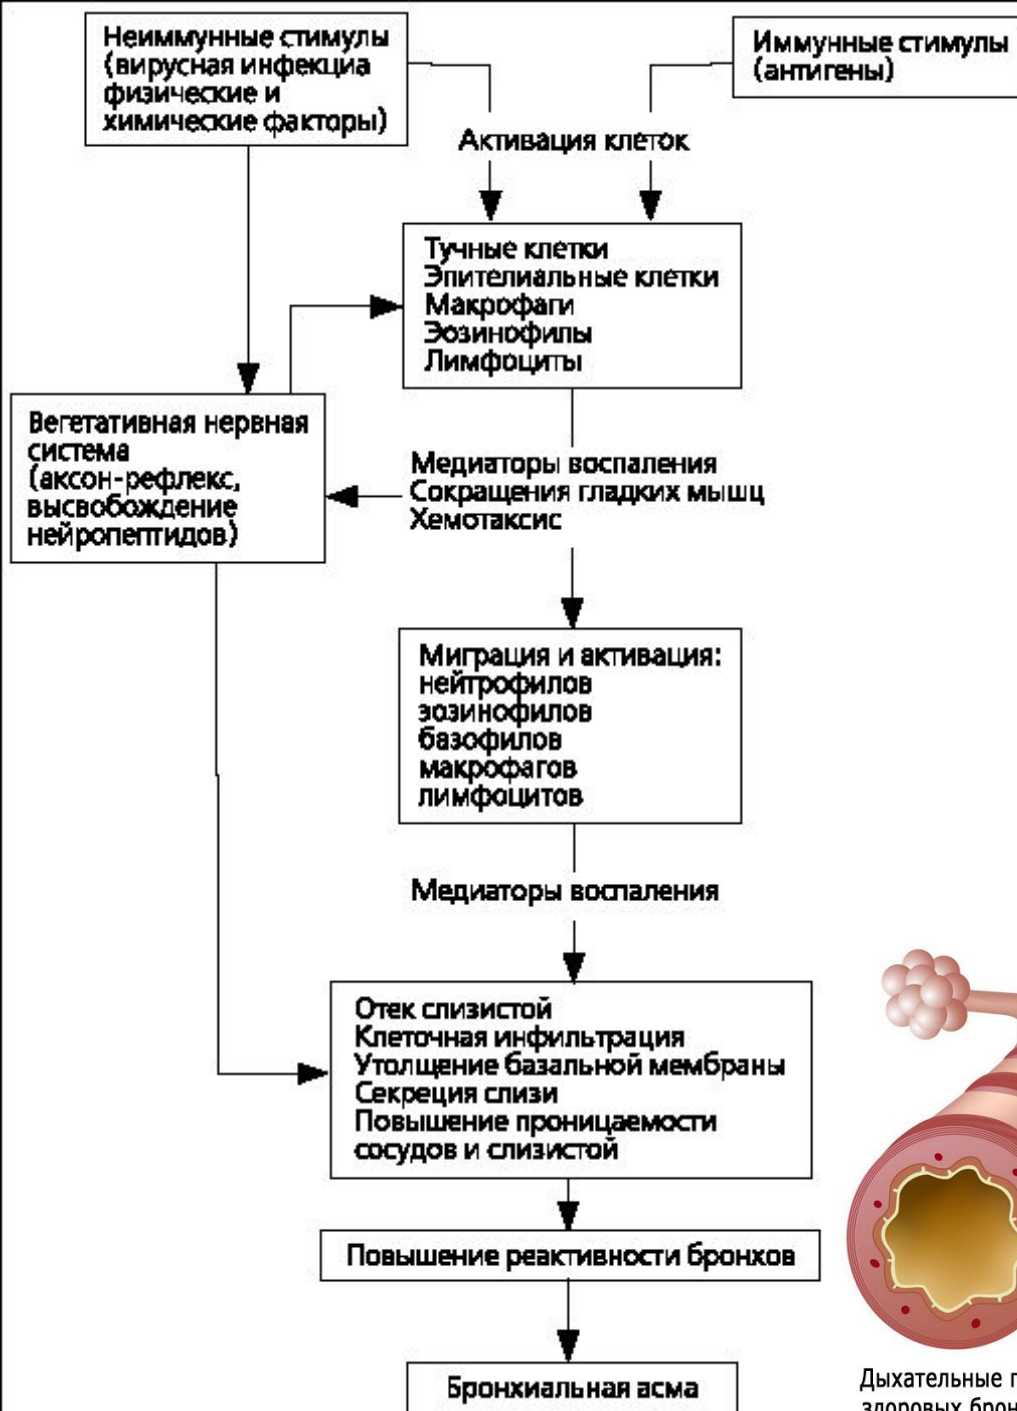 Неиммунные стимулы
(вирусная инфекциа
физические и
химические факторы)
Иммунные стимулы
(антигены)
Активация клеток
Тучные клетки
Эпителиальные клетки
Макрофаги
Эозинофилы
Лимфоциты
Вегетативная нервная
система
(аксон-рефлекс,
высвобождение
нейропептидов)
Медиаторы воспаления
Сокращения гладких мышц
Хемотаксис
Миграция и активация:
нейтрофилов
зозинофилов
базофилов
макрофагов
лимфоцитов
Медиаторы воспаления
Отек слизистой
Клеточная инфильтрация
Утолщение базальной мембраны
Секреция слизи
Повышение проницаемости
сосудов и слизистой
Повышение реактивности бронхов
Бронхиальная асма
Дыхательные
здоровых